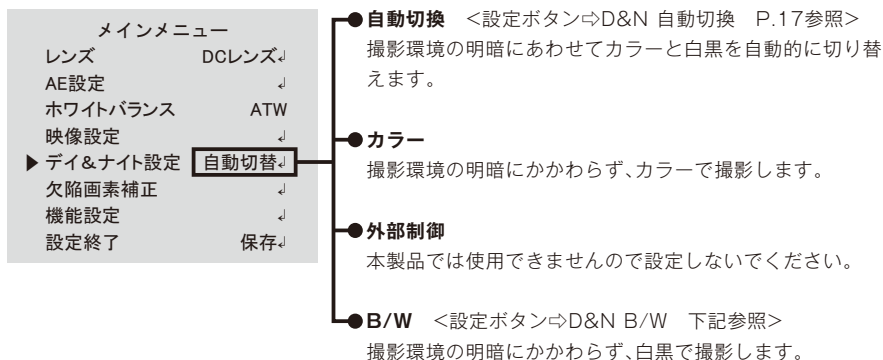 メインメニュー
レンズ DCレンズ↲
AE設定 ↲
ホワイトバランス ATW
映像設定 ↲
▶ デイ&ナイト設定 自動切替↲
欠陥画素補正 ↲
機能設定 ↲
設定終了 保存↲
●自動切換 <設定ボタン⇨D&N 自動切換 P.17参照>
撮影環境の明暗にあわせてカラーと白黒を自動的に切り替
えます。
●カラー
撮影環境の明暗にかかわらず、カラーで撮影します。
●外部制御
本製品では使用できませんので設定しないでください。
●B/W <設定ボタン⇨D&N B/W 下記参照>
撮影環境の明暗にかかわらず、白黒で撮影します。